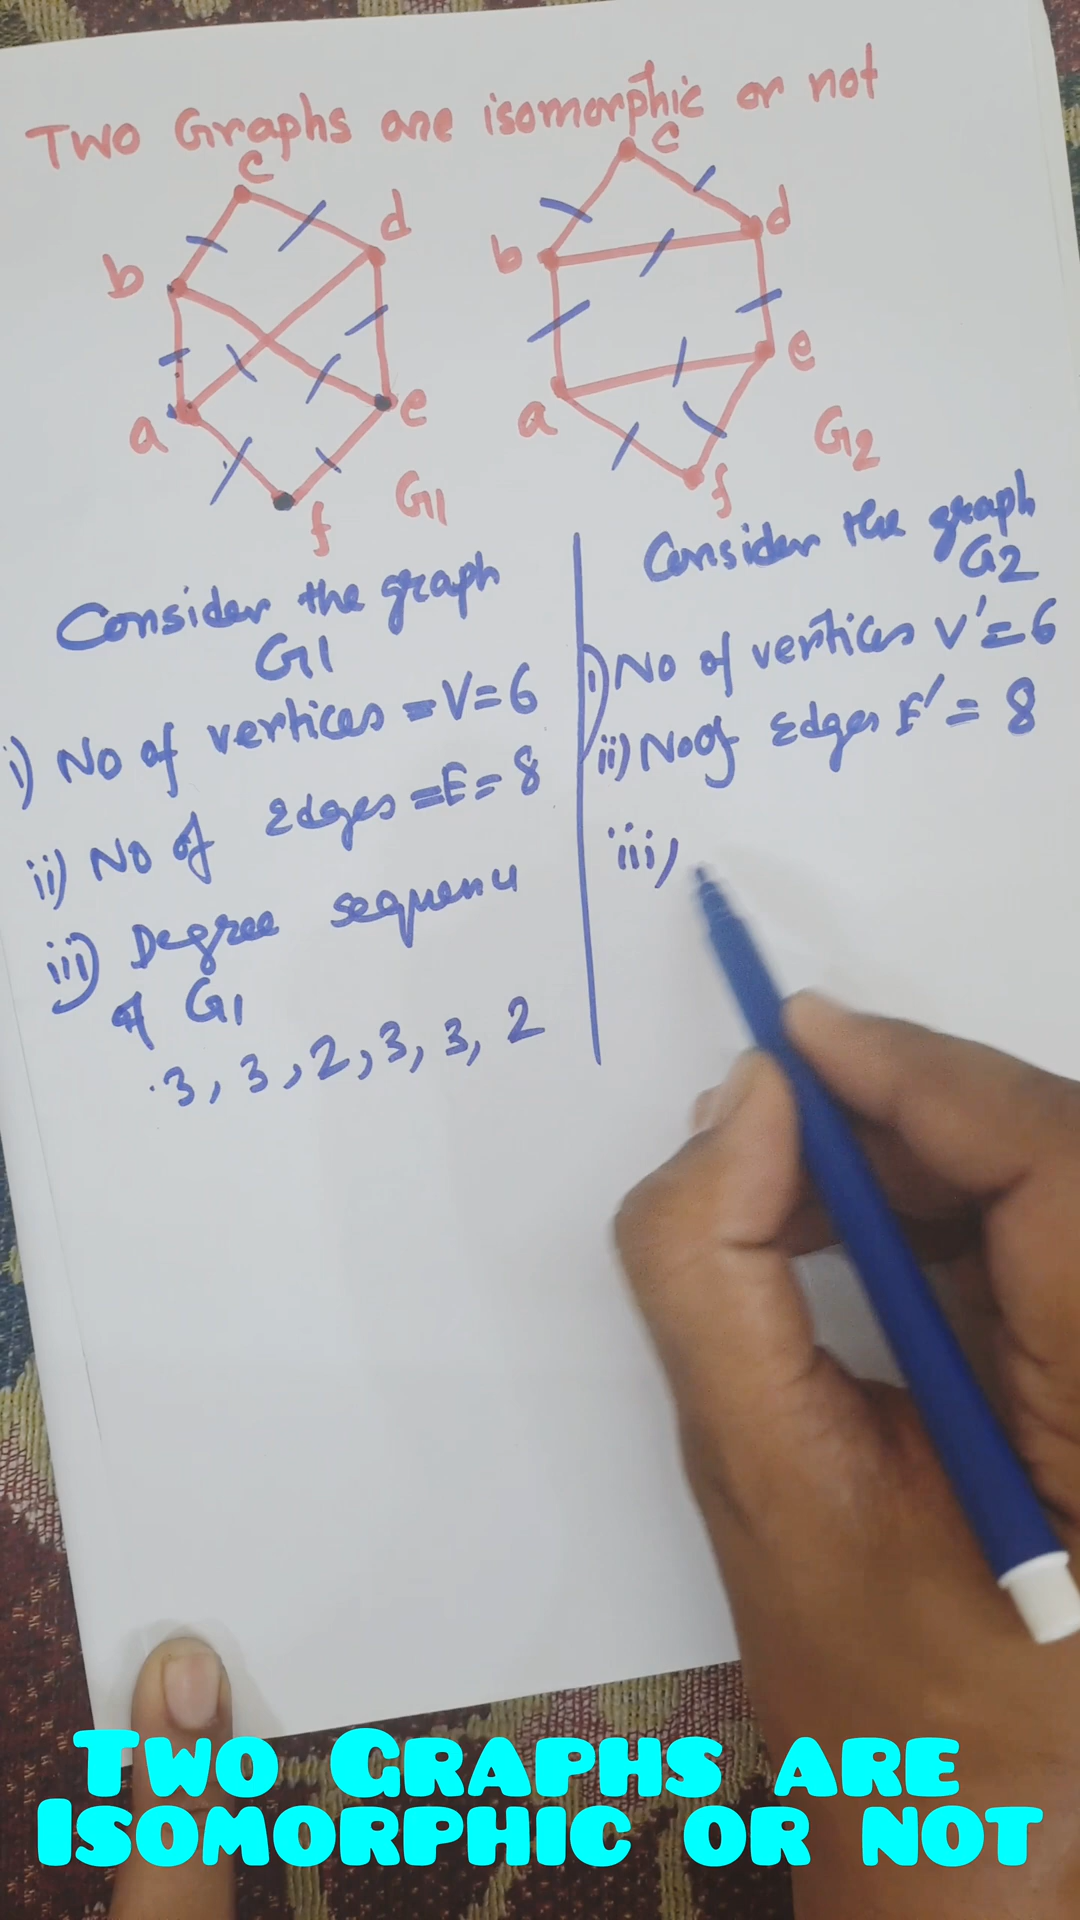 Two Graphs are isomorphic or not
c
d
b
a
e
f
G1
c
d
b
a
e
f
G2
Consider the graph
G1
i) No of vertices = V = 6
ii) No of Edges = E = 8
iii) Degree sequence
of G1
3, 3, 2, 3, 3, 2
Consider the graph
G2
i) No of vertices V' = 6
ii) No of Edges E' = 8
iii)
TWO GRAPHS ARE
ISOMORPHIC OR NOT